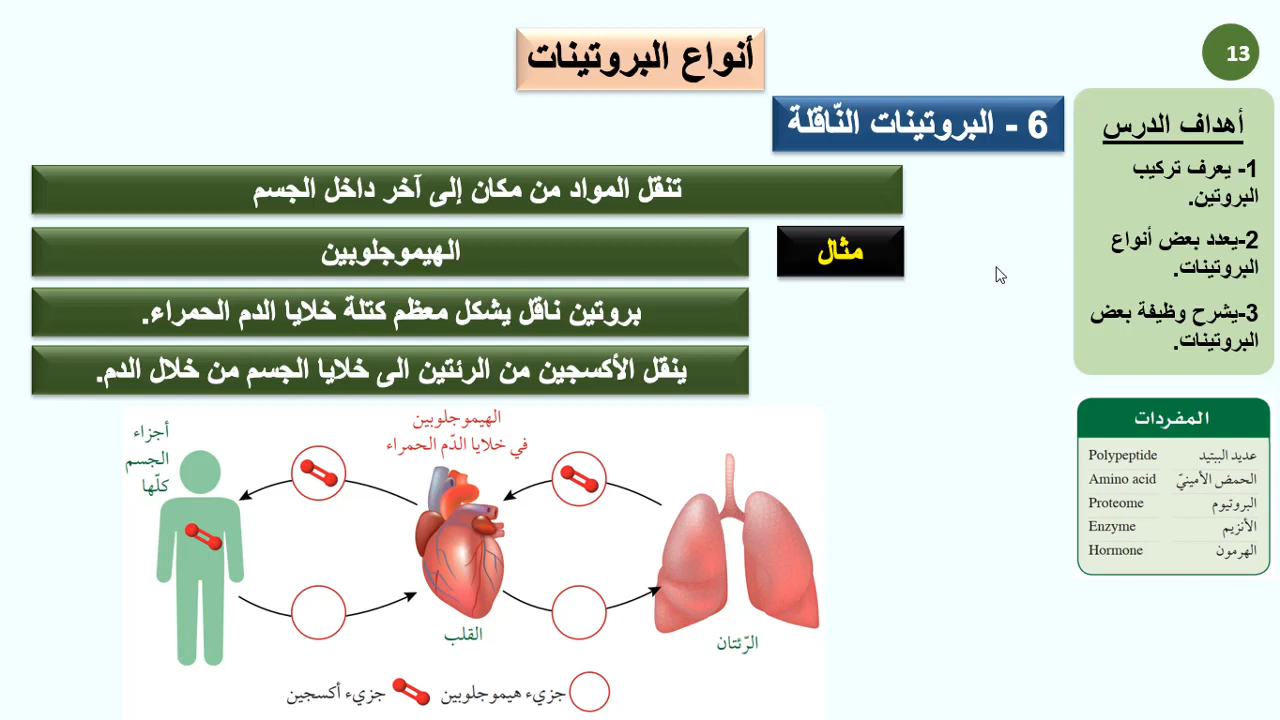 13
أنواع البروتينات
6 - البروتينات النّاقلة
تنقل المواد من مكان إلى آخر داخل الجسم
مثال
الهيموجلوبين
بروتين ناقل يشكل معظم كتلة خلايا الدم الحمراء.
ينقل الأكسجين من الرئتين الى خلايا الجسم من خلال الدم.
أهداف الدرس
1- يعرف تركيب
البروتين.
2-يعدد بعض أنواع
البروتينات.
3-يشرح وظيفة بعض
البروتينات.
المفردات
عديد الببتيد Polypeptide
الحمض الأمينيّ Amino acid
البروتيوم Proteome
الأنزيم Enzyme
الهرمون Hormone
الهيموجلوبين
في خلايا الدّم الحمراء
أجزاء
الجسم
كلّها
القلب
الرّئتان
جزيء هيموجلوبين
جزيء أكسجين